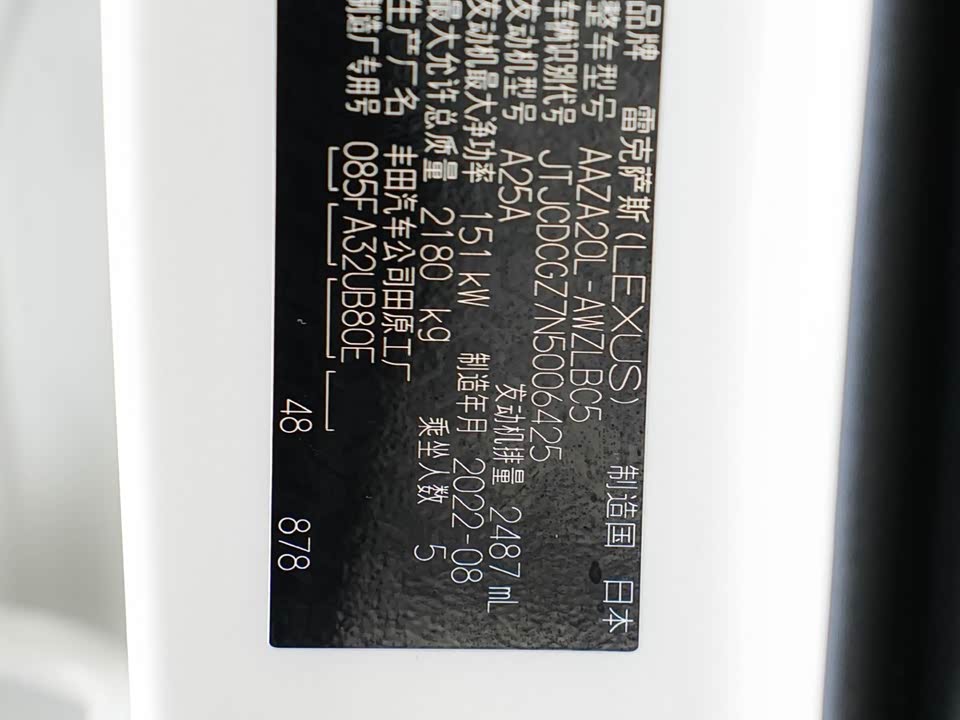 品牌 雷克萨斯(LEXUS) 制造国 日本
整车型号 AAZA20L-AWZLBC5
车辆识别代号 JTJCDCGZ7N5006425
发动机型号 A25A 发动机排量 2487 mL
发动机最大净功率 151 kW 制造年月 2022-08
最大允许总质量 2180 kg 乘坐人数 5
生产厂名 丰田汽车公司田原工厂
制造厂专用号 085FA32UB80E
48 878